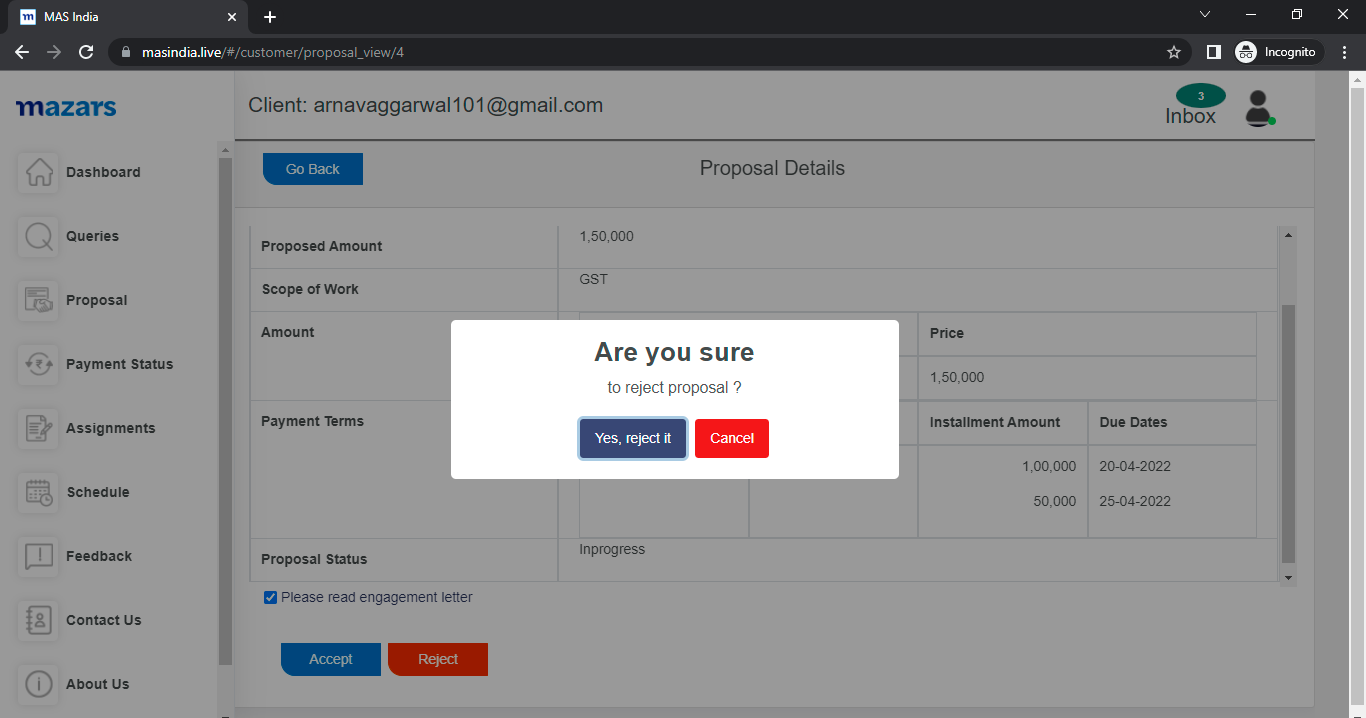 MAS India
masindia.live/#/customer/proposal_view/4
Incognito
mazars
Client: arnavaggarwal101@gmail.com
3
Inbox
Dashboard
Queries
Proposal
Payment Status
Assignments
Schedule
Feedback
Contact Us
About Us
Go Back
Proposal Details
Proposed Amount
1,50,000
Scope of Work
GST
Amount
Price
1,50,000
Payment Terms
Installment Amount
Due Dates
1,00,000
20-04-2022
50,000
25-04-2022
Proposal Status
Inprogress
Please read engagement letter
Accept
Reject
Are you sure
to reject proposal ?
Yes, reject it
Cancel